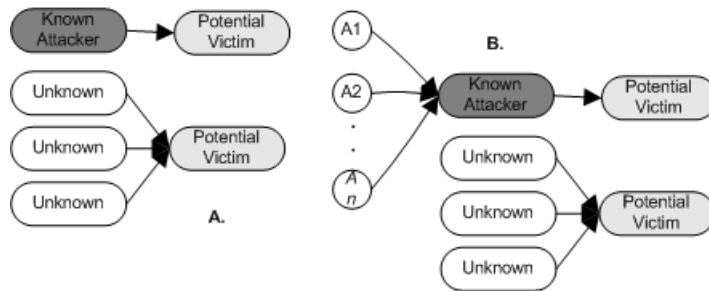 Known
Attacker
Potential
Victim
Unknown
Unknown
Unknown
Potential
Victim
A.
A1
A2
.
.
A
n
B.
Known
Attacker
Potential
Victim
Unknown
Unknown
Unknown
Potential
Victim